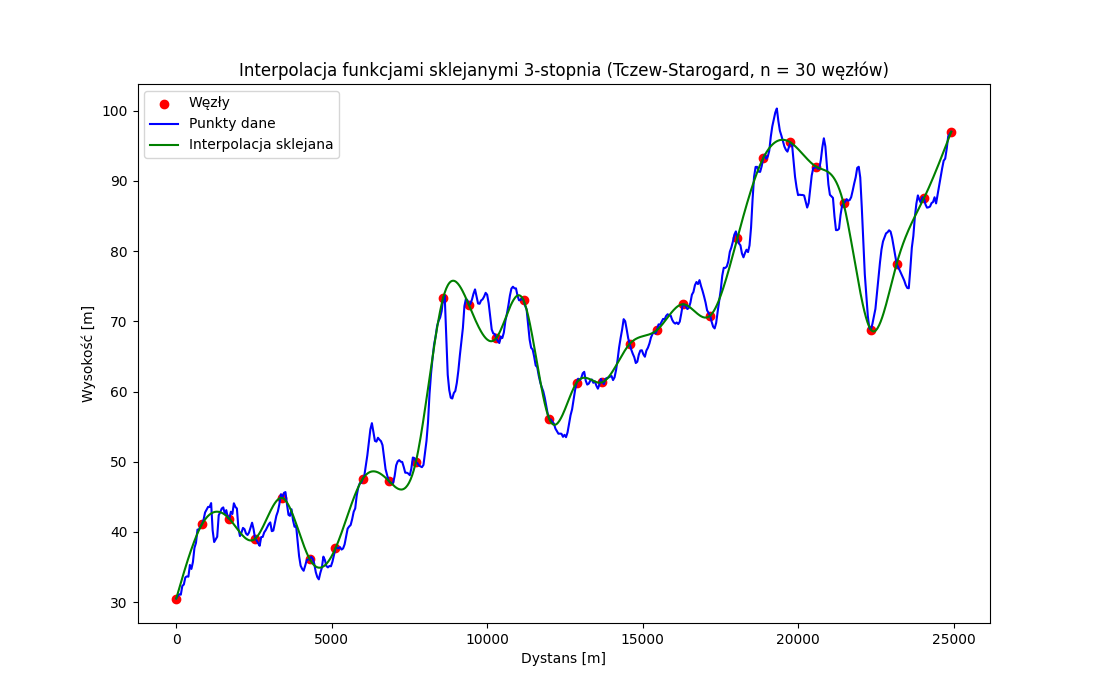 Interpolacja funkcjami sklejanymi 3-stopnia (Tczew-Starogard, n = 30 węzłów)
Węzły
Punkty dane
Interpolacja sklejana
100
90
80
70
60
50
40
30
Wysokość [m]
0
5000
10000
15000
20000
25000
Dystans [m]